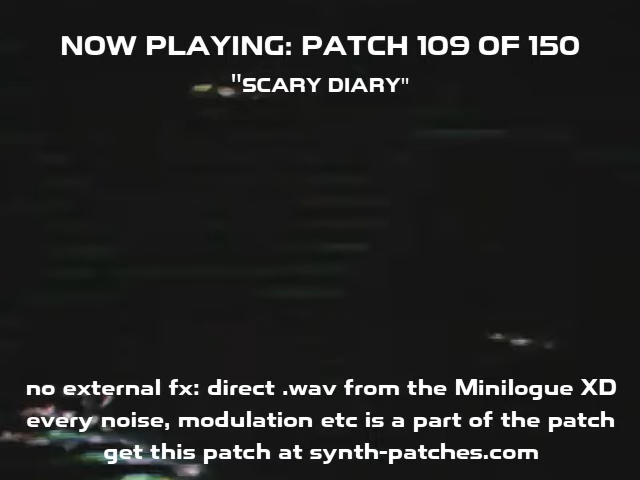 NOW PLAYING: PATCH 109 OF 150
"SCARY DIARY"
no external fx: direct .wav from the Minilogue XD
every noise, modulation etc is a part of the patch
get this patch at synth-patches.com